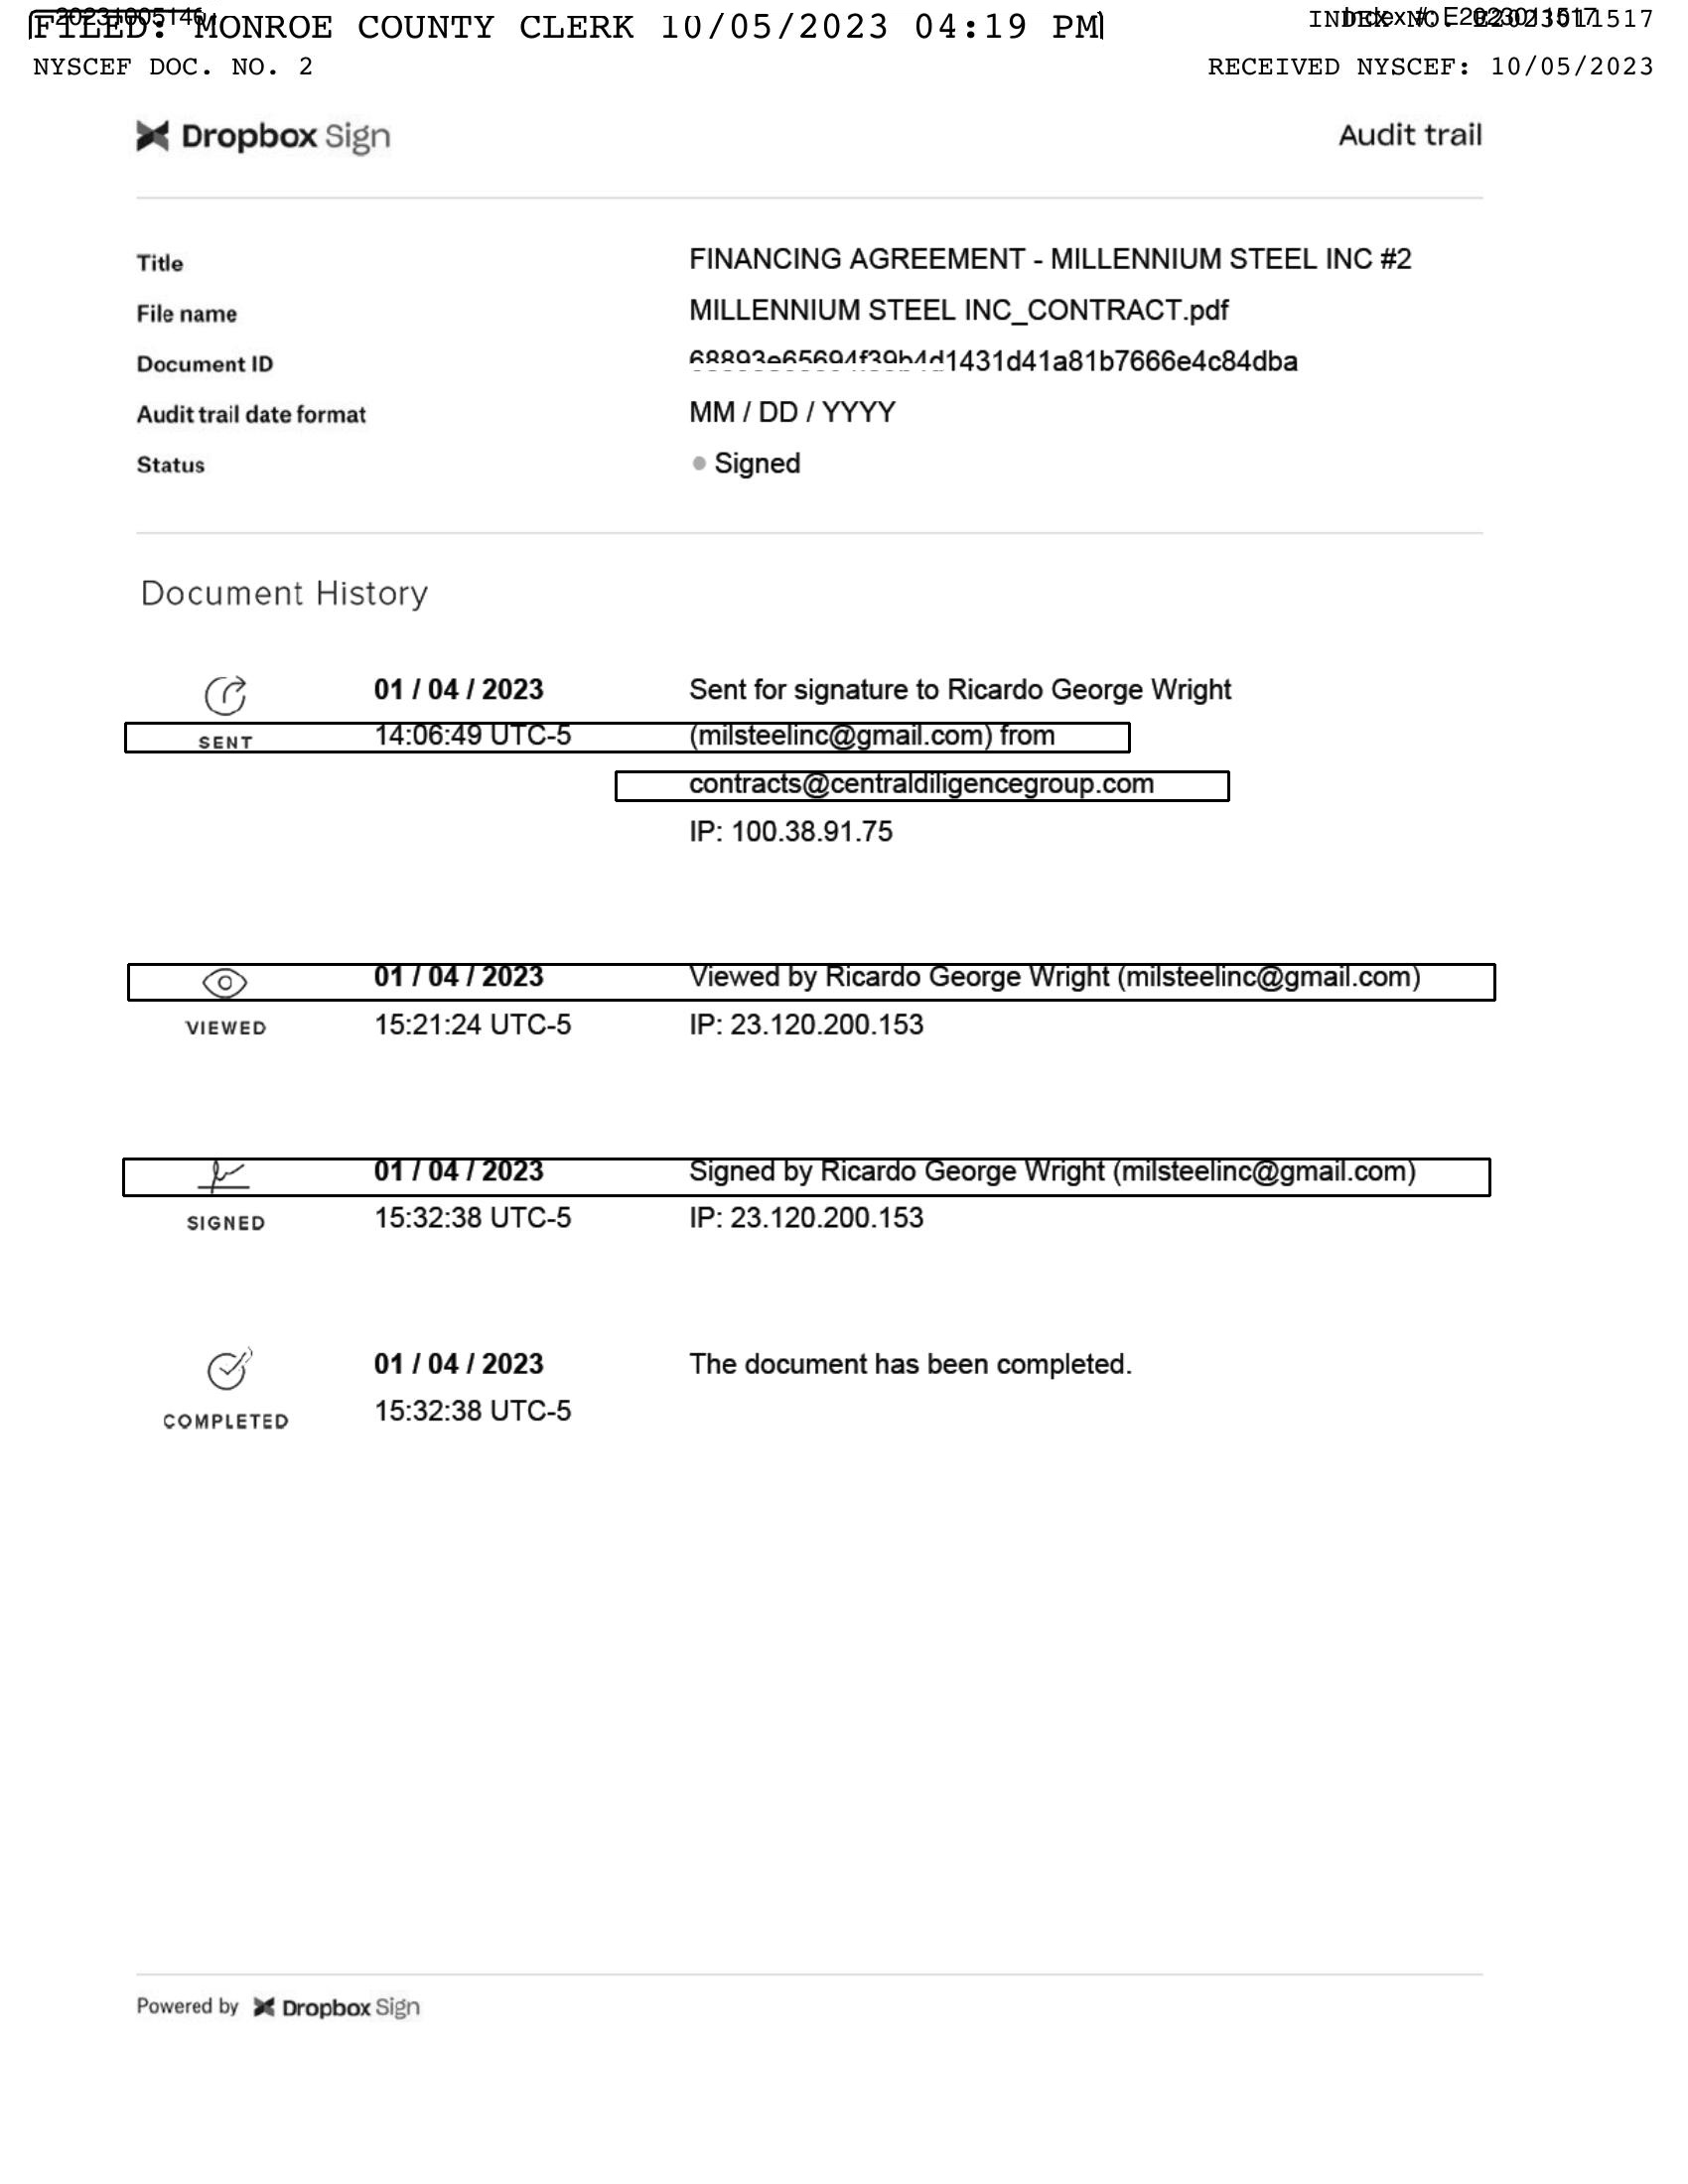 202310051461
FILED: MONROE COUNTY CLERK 10/05/2023 04:19 PM
INDEX NO. E2023011517
Index #: E2023011517
NYSCEF DOC. NO. 2
RECEIVED NYSCEF: 10/05/2023
Dropbox Sign
Audit trail
Title FINANCING AGREEMENT - MILLENNIUM STEEL INC #2
File name MILLENNIUM STEEL INC_CONTRACT.pdf
Document ID 68893e65694f39b4d1431d41a81b7666e4c84dba
Audit trail date format MM / DD / YYYY
Status Signed
Document History
01 / 04 / 2023 Sent for signature to Ricardo George Wright
SENT 14:06:49 UTC-5 (milsteelinc@gmail.com) from
contracts@centraldiligencegroup.com
IP: 100.38.91.75
01 / 04 / 2023 Viewed by Ricardo George Wright (milsteelinc@gmail.com)
VIEWED 15:21:24 UTC-5 IP: 23.120.200.153
01 / 04 / 2023 Signed by Ricardo George Wright (milsteelinc@gmail.com)
SIGNED 15:32:38 UTC-5 IP: 23.120.200.153
01 / 04 / 2023 The document has been completed.
COMPLETED 15:32:38 UTC-5
Powered by Dropbox Sign